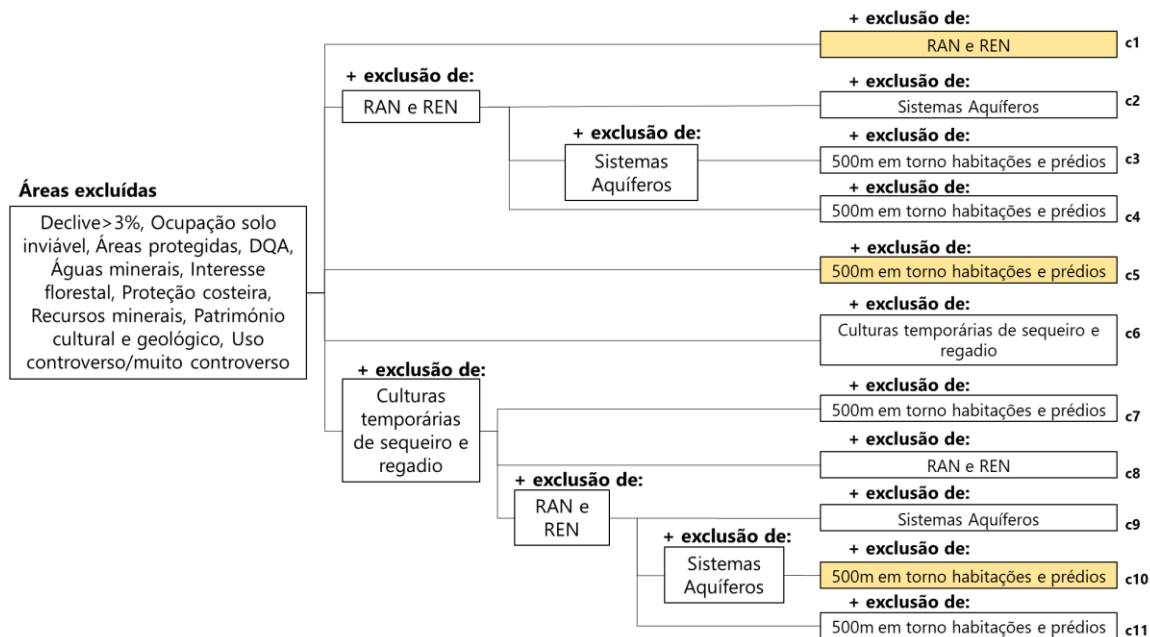 + exclusão de:
RAN e REN
c1
+ exclusão de:
RAN e REN
+ exclusão de:
Sistemas Aquíferos
c2
+ exclusão de:
Sistemas
Aquíferos
+ exclusão de:
500m em torno habitações e prédios
c3
+ exclusão de:
500m em torno habitações e prédios
c4
Áreas excluídas
Declive>3%, Ocupação solo
inviável, Áreas protegidas, DQA,
Águas minerais, Interesse
florestal, Proteção costeira,
Recursos minerais, Património
cultural e geológico, Uso
controverso/muito controverso
+ exclusão de:
500m em torno habitações e prédios
c5
+ exclusão de:
Culturas temporárias de sequeiro e
regadio
c6
+ exclusão de:
Culturas
temporárias
de sequeiro e
regadio
+ exclusão de:
500m em torno habitações e prédios
c7
+ exclusão de:
RAN e REN
c8
+ exclusão de:
RAN e
REN
+ exclusão de:
Sistemas Aquíferos
c9
+ exclusão de:
Sistemas
Aquíferos
+ exclusão de:
500m em torno habitações e prédios
c10
+ exclusão de:
500m em torno habitações e prédios
c11